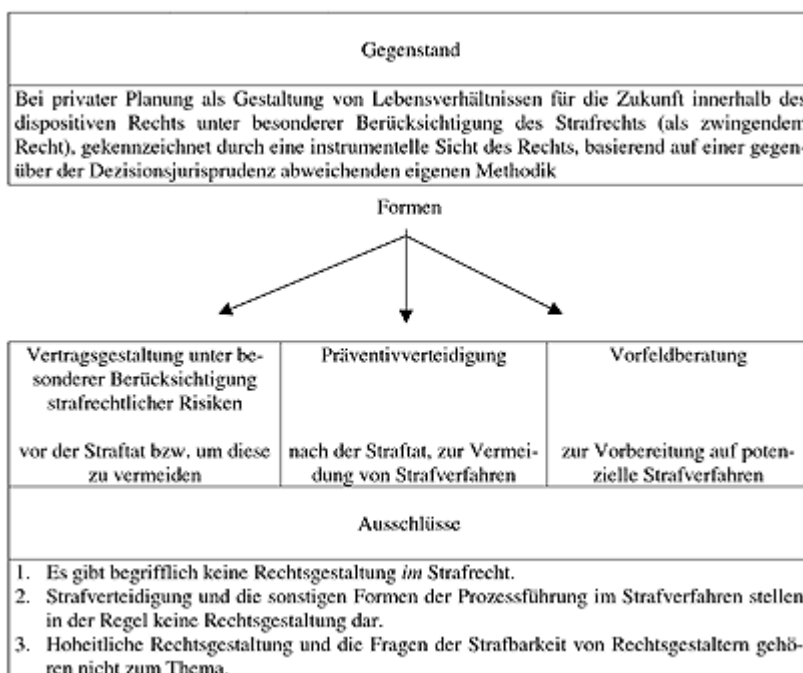 Gegenstand
Bei privater Planung als Gestaltung von Lebensverhältnissen für die Zukunft innerhalb des
dispositiven Rechts unter besonderer Berücksichtigung des Strafrechts (als zwingendem
Recht), gekennzeichnet durch eine instrumentelle Sicht des Rechts, basierend auf einer gegen-
über der Dezisionsjurisprudenz abweichenden eigenen Methodik
Formen
Vertragsgestaltung unter be-
sonderer Berücksichtigung
strafrechtlicher Risiken
vor der Straftat bzw. um diese
zu vermeiden
Präventivverteidigung
nach der Straftat, zur Vermei-
dung von Strafverfahren
Vorfeldberatung
zur Vorbereitung auf poten-
zielle Strafverfahren
Ausschlüsse
1. Es gibt begrifflich keine Rechtsgestaltung im Strafrecht.
2. Strafverteidigung und die sonstigen Formen der Prozessführung im Strafverfahren stellen
in der Regel keine Rechtsgestaltung dar.
3. Hoheitliche Rechtsgestaltung und die Fragen der Strafbarkeit von Rechtsgestaltern gehö-
ren nicht zum Thema.